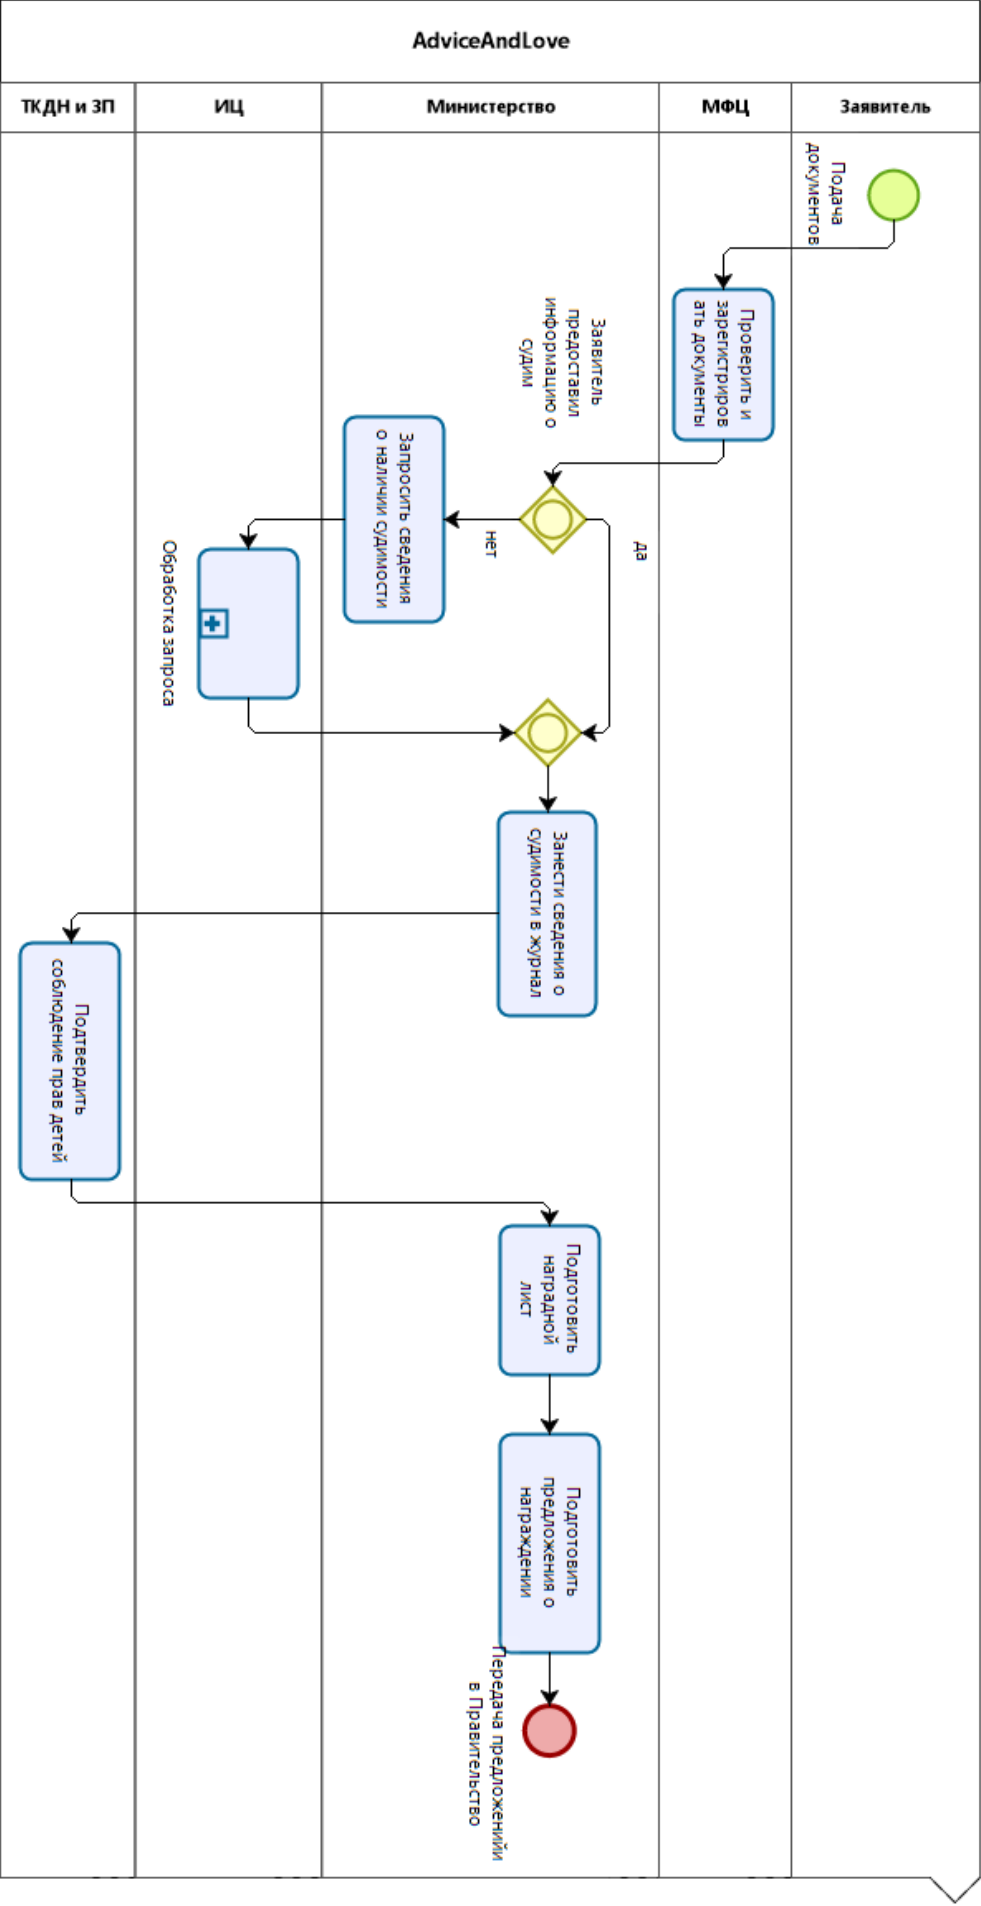 AdviceAndLove
ТКДН и ЗП
ИЦ
Министерство
МФЦ
Заявитель
Подача
документов
Проверить и
зарегистриров
ать документы
Заявитель
предоставил
информацию о
судим
да
нет
Запросить сведения
о наличии судимости
Обработка запроса
Занести сведения о
судимости в журнал
Подтвердить
соблюдение прав детей
Подготовить
наградной
лист
Подготовить
предложения о
награждении
Передача предложенийи
в Правительство